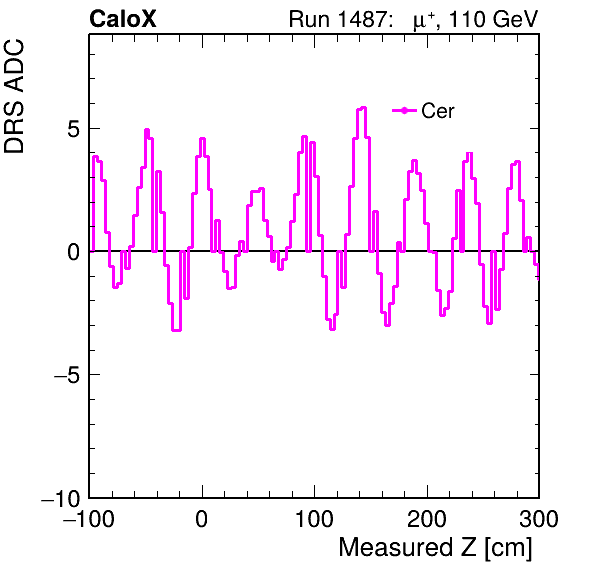 CaloX Run 1487: μ⁺, 110 GeV
DRS ADC
Cer
5
0
−5
−10
−100 0 100 200 300
Measured Z [cm]